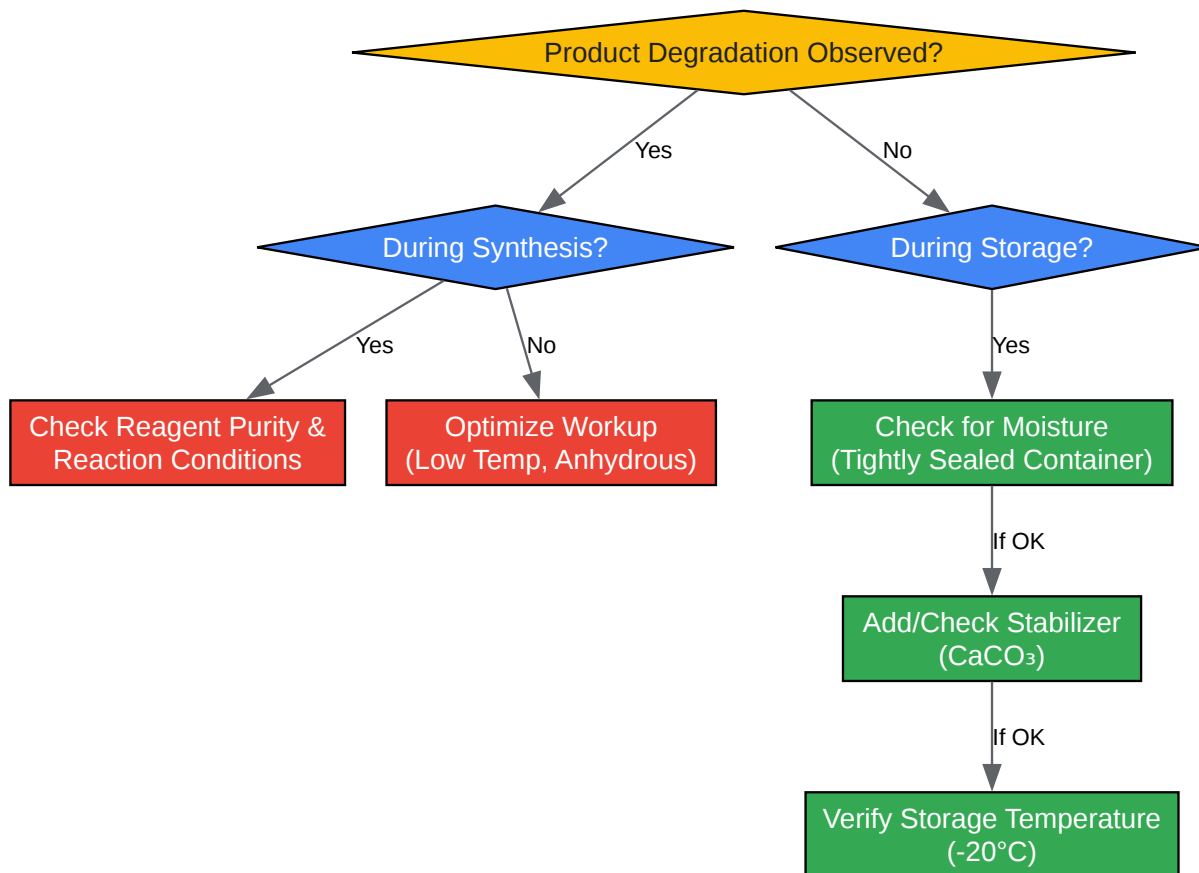 Product Degradation Observed?
Yes
No
During Synthesis?
During Storage?
Yes
No
Yes
Check Reagent Purity &
Reaction Conditions
Optimize Workup
(Low Temp, Anhydrous)
Check for Moisture
(Tightly Sealed Container)
If OK
Add/Check Stabilizer
(CaCO₃)
If OK
Verify Storage Temperature
(-20°C)